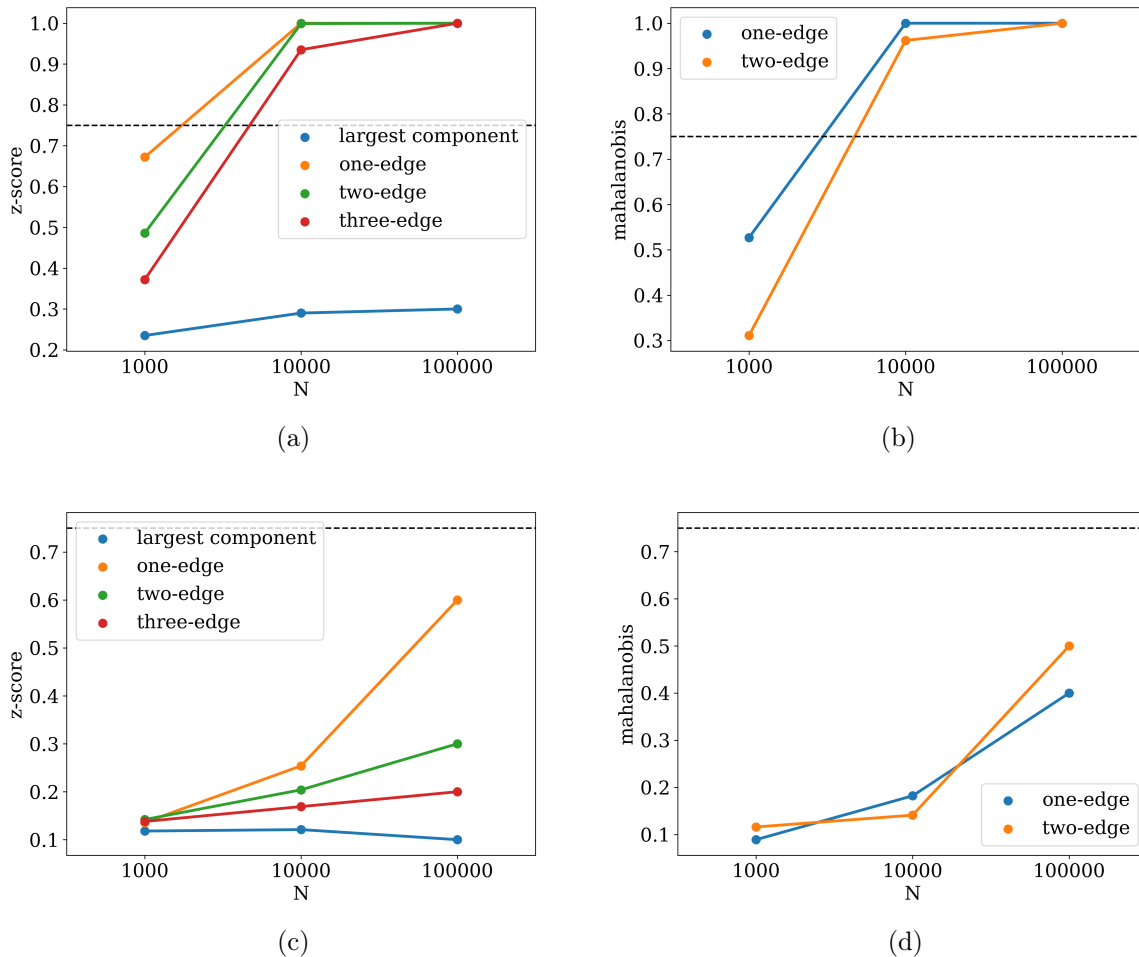 1.0
0.9
0.8
0.7
0.6
0.5
0.4
0.3
0.2
z-score
largest component
one-edge
two-edge
three-edge
1000 10000 100000
N
(a)
1.0
0.9
0.8
0.7
0.6
0.5
0.4
0.3
mahalanobis
one-edge
two-edge
1000 10000 100000
N
(b)
0.7
0.6
0.5
0.4
0.3
0.2
0.1
z-score
largest component
one-edge
two-edge
three-edge
1000 10000 100000
N
(c)
0.7
0.6
0.5
0.4
0.3
0.2
0.1
mahalanobis
one-edge
two-edge
1000 10000 100000
N
(d)